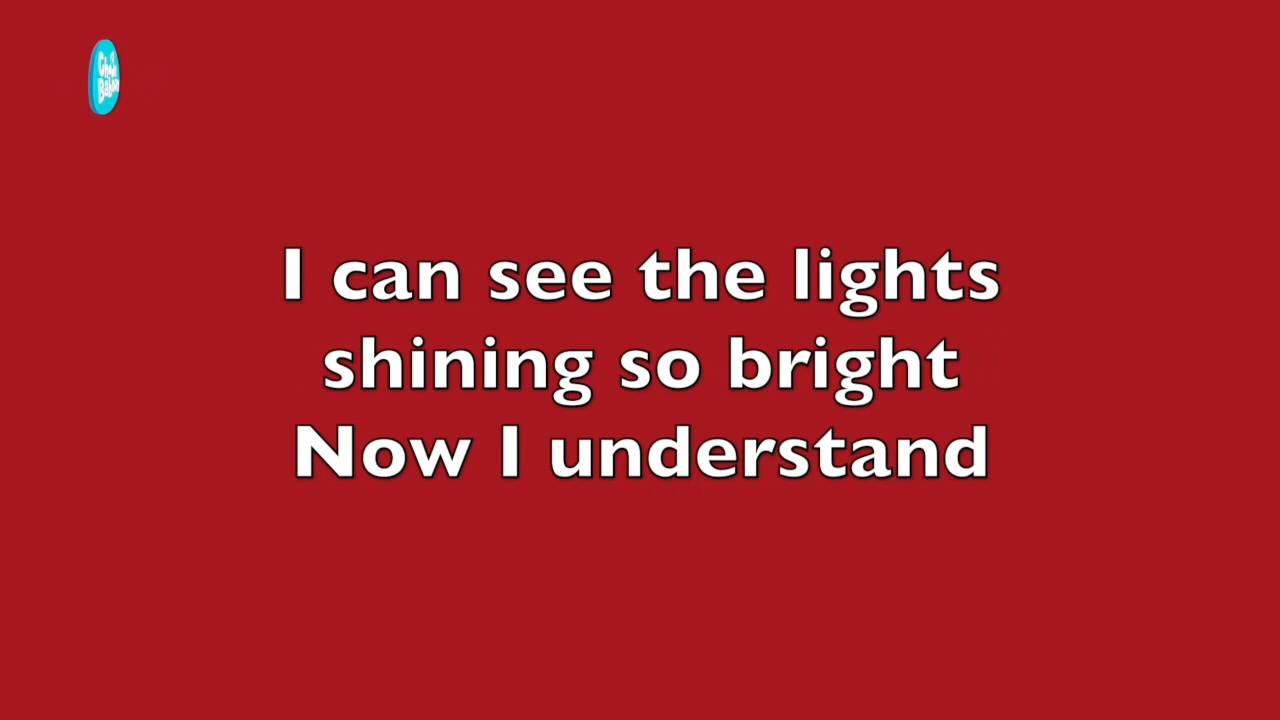 I can see the lights
shining so bright
Now I understand